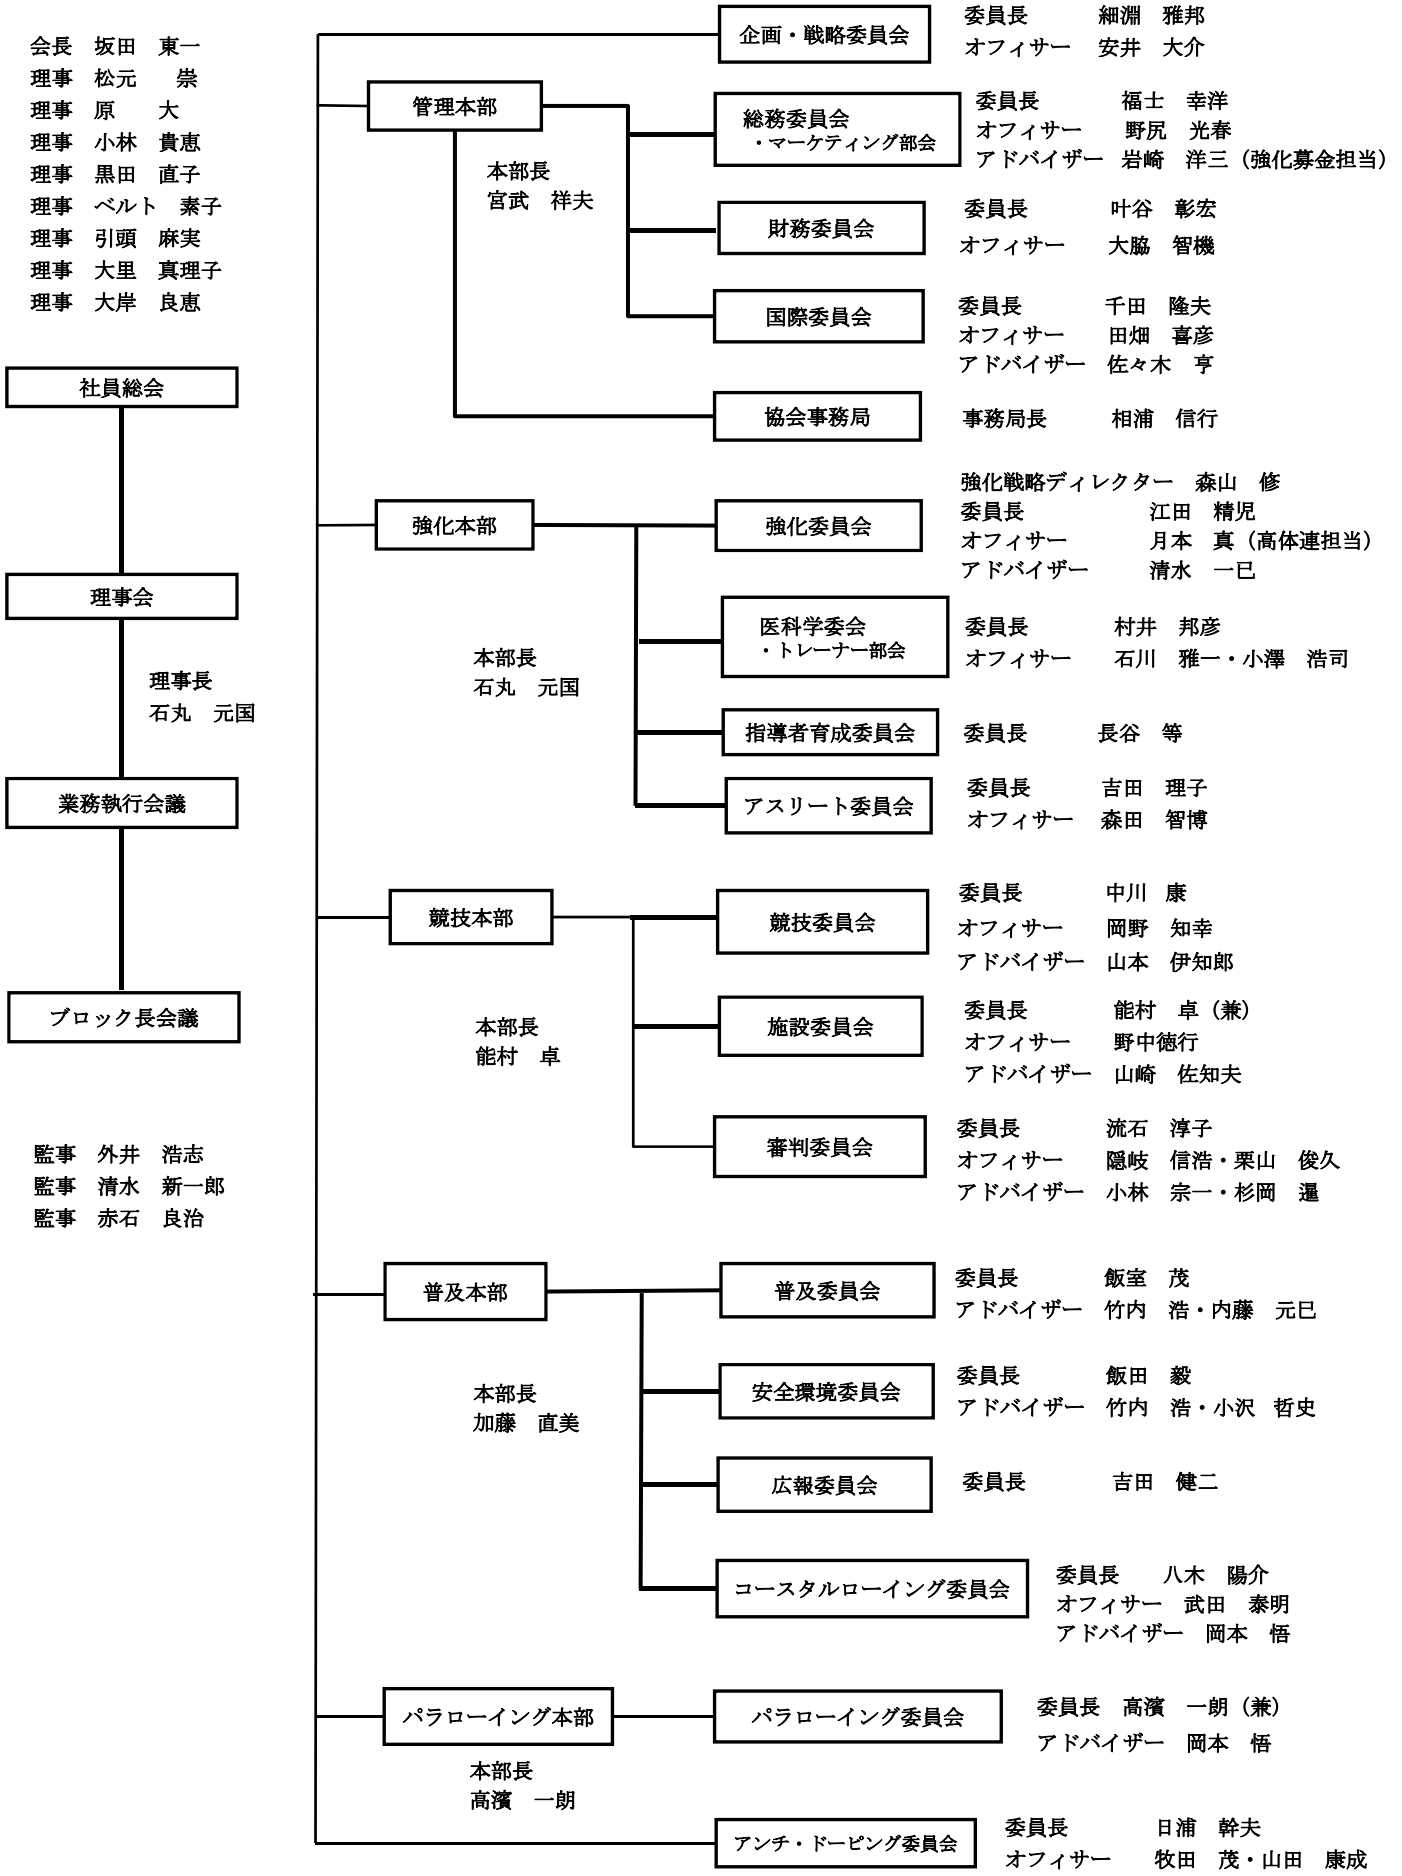 会長　坂田　東一
理事　松元　　崇
理事　原　　大
理事　小林　貴恵
理事　黒田　直子
理事　ベルト　素子
理事　引頭　麻実
理事　大里　真理子
理事　大岸　良恵
社員総会
理事会
理事長
石丸　元国
業務執行会議
ブロック長会議
監事　外井　浩志
監事　清水　新一郎
監事　赤石　良治
企画・戦略委員会
委員長　細淵　雅邦
オフィサー　安井　大介
管理本部
本部長
宮武　祥夫
総務委員会
・マーケティング部会
委員長　福士　幸洋
オフィサー　野尻　光春
アドバイザー　岩崎　洋三（強化募金担当）
財務委員会
委員長　叶谷　彰宏
オフィサー　大脇　智機
国際委員会
委員長　千田　隆夫
オフィサー　田畑　喜彦
アドバイザー　佐々木　亨
協会事務局
事務局長　相浦　信行
強化本部
本部長
石丸　元国
強化委員会
強化戦略ディレクター　森山　修
委員長　江田　精児
オフィサー　月本　真（高体連担当）
アドバイザー　清水　一巳
医科学委会
・トレーナー部会
委員長　村井　邦彦
オフィサー　石川　雅一・小澤　浩司
指導者育成委員会
委員長　長谷　等
アスリート委員会
委員長　吉田　理子
オフィサー　森田　智博
競技本部
本部長
能村　卓
競技委員会
委員長　中川　康
オフィサー　岡野　知幸
アドバイザー　山本　伊知郎
施設委員会
委員長　能村　卓（兼）
オフィサー　野中徳行
アドバイザー　山崎　佐知夫
審判委員会
委員長　流石　淳子
オフィサー　隠岐　信浩・栗山　俊久
アドバイザー　小林　宗一・杉岡　暹
普及本部
本部長
加藤　直美
普及委員会
委員長　飯室　茂
アドバイザー　竹内　浩・内藤　元巳
安全環境委員会
委員長　飯田　毅
アドバイザー　竹内　浩・小沢　哲史
広報委員会
委員長　吉田　健二
コースタルローイング委員会
委員長　八木　陽介
オフィサー　武田　泰明
アドバイザー　岡本　悟
パラローイング本部
本部長
高濱　一朗
パラローイング委員会
委員長　高濱　一朗（兼）
アドバイザー　岡本　悟
アンチ・ドーピング委員会
委員長　日浦　幹夫
オフィサー　牧田　茂・山田　康成